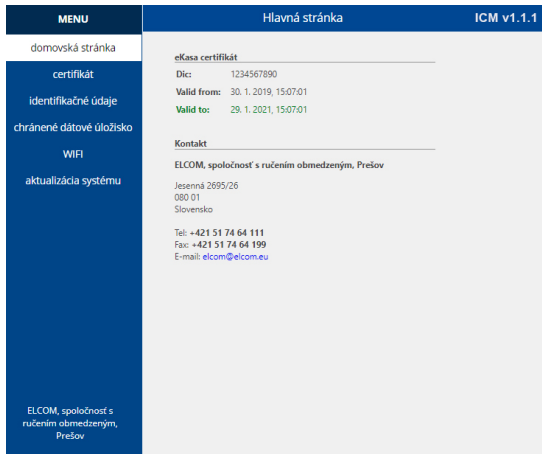 MENU
Hlavná stránka
ICM v1.1.1
domovská stránka
certifikát
identifikačné údaje
chránené dátové úložisko
WIFI
aktualizácia systému
ELCOM, spoločnosť s
ručením obmedzeným,
Prešov
eKasa certifikát
Dic: 1234567890
Valid from: 30. 1. 2019, 15:07:01
Valid to: 29. 1. 2021, 15:07:01
Kontakt
ELCOM, spoločnosť s ručením obmedzeným, Prešov
Jesenná 2695/26
080 01
Slovensko
Tel: +421 51 74 64 111
Fax: +421 51 74 64 199
E-mail: elcom@elcom.eu